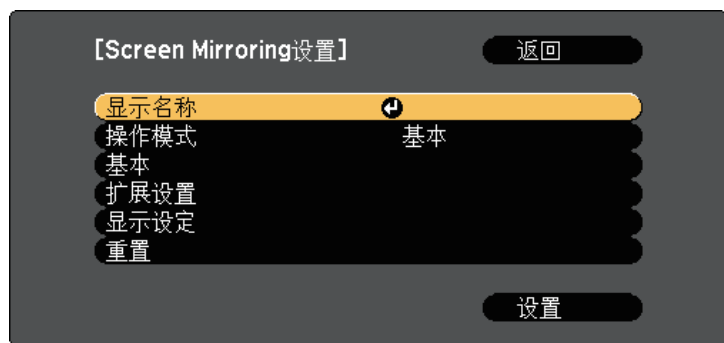 [Screen Mirroring设置] 返回
显示名称
操作模式 基本
基本
扩展设置
显示设定
重置
设置